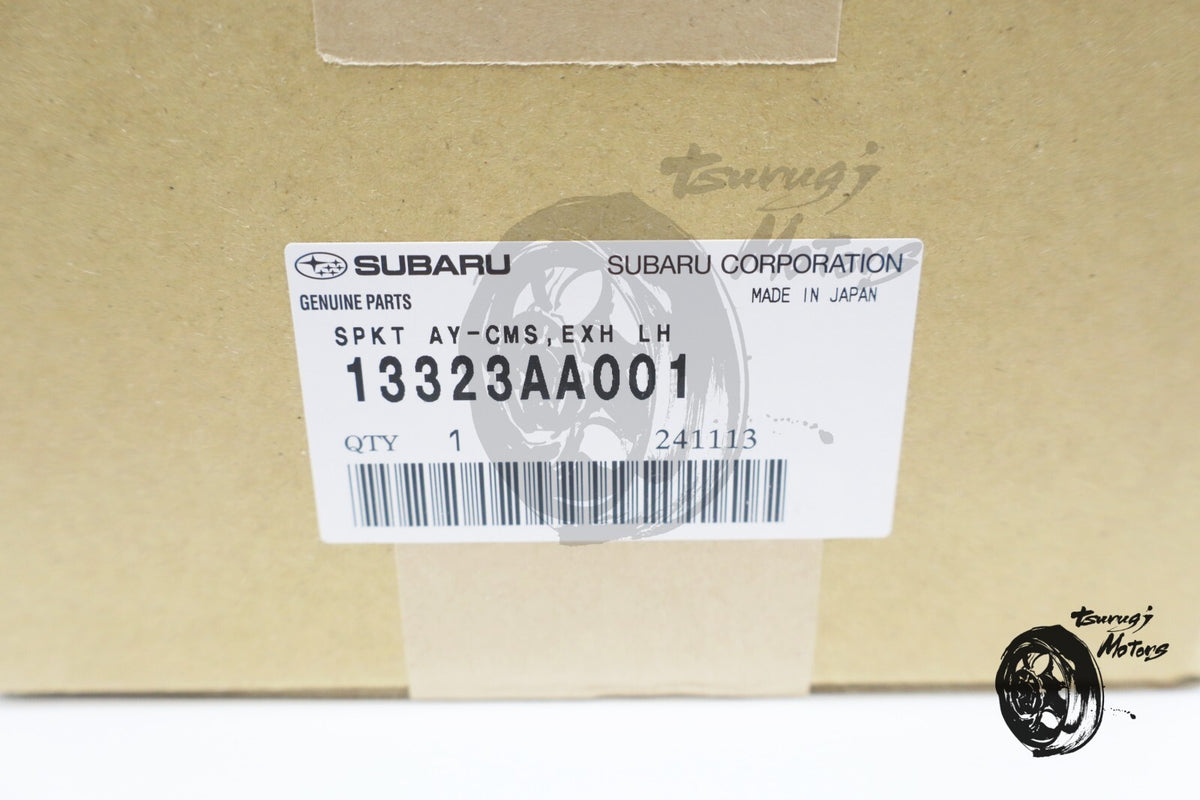 tsurugi
Motors
SUBARU
SUBARU CORPORATION
GENUINE PARTS
MADE IN JAPAN
SPKT AY-CMS,EXH LH
13323AA001
QTY 1
241113
tsurugi
Motors